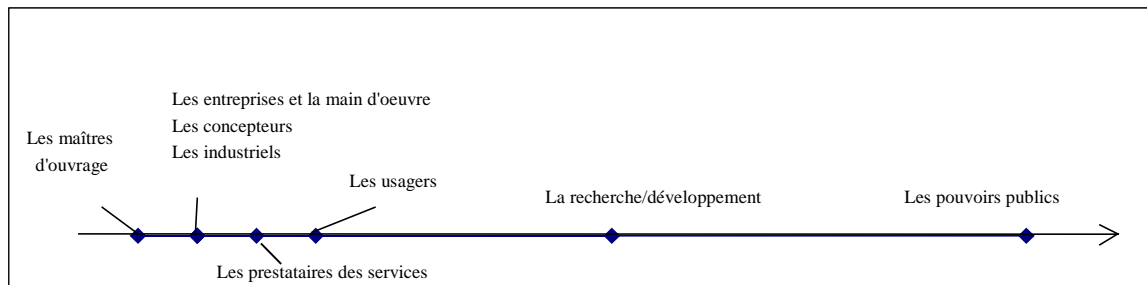 Les entreprises et la main d'oeuvre
Les concepteurs
Les industriels
Les maîtres
d'ouvrage
Les usagers
La recherche/développement
Les pouvoirs publics
Les prestataires des services